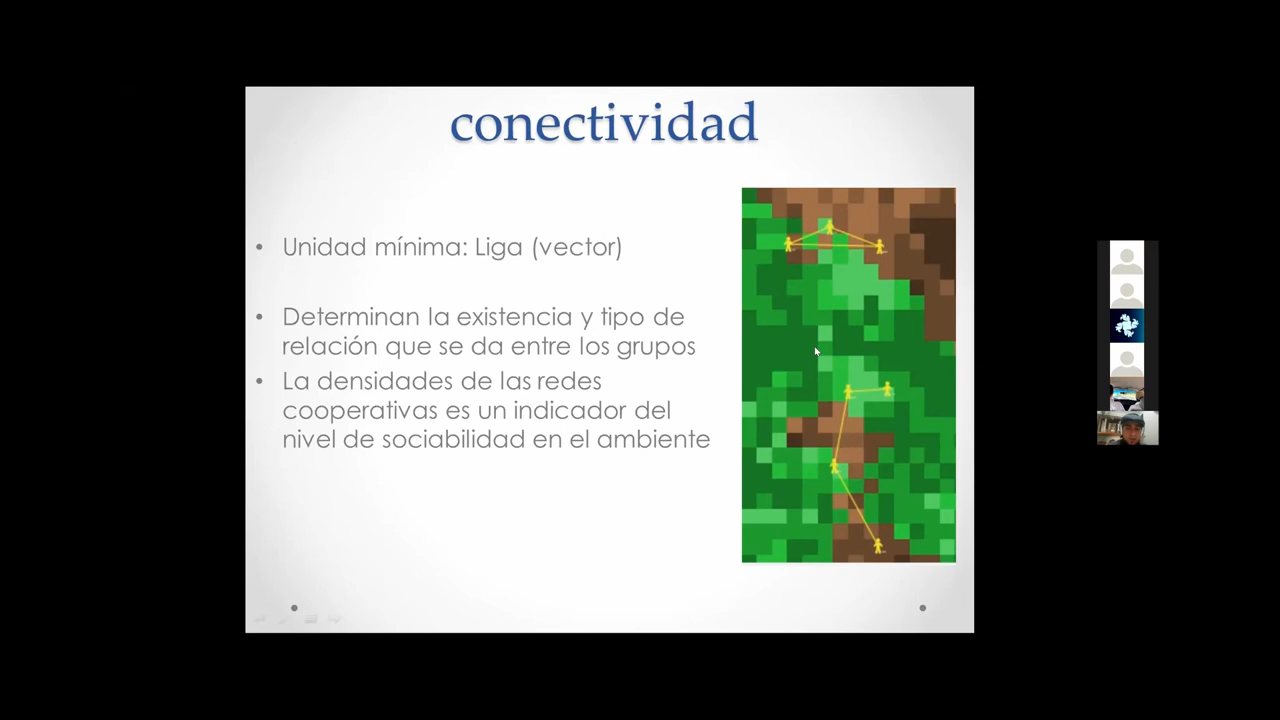 conectividad
• Unidad mínima: Liga (vector)
• Determinan la existencia y tipo de
relación que se da entre los grupos
• La densidades de las redes
cooperativas es un indicador del
nivel de sociabilidad en el ambiente